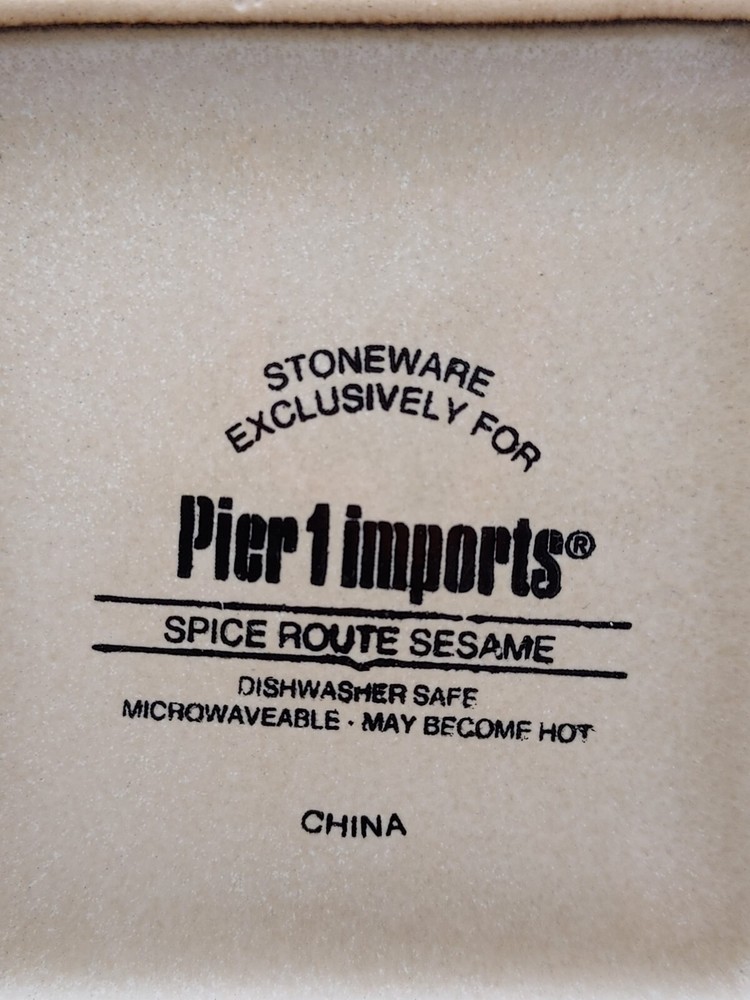 STONEWARE
EXCLUSIVELY FOR
Pier 1 imports®
SPICE ROUTE SESAME
DISHWASHER SAFE
MICROWAVEABLE · MAY BECOME HOT
CHINA